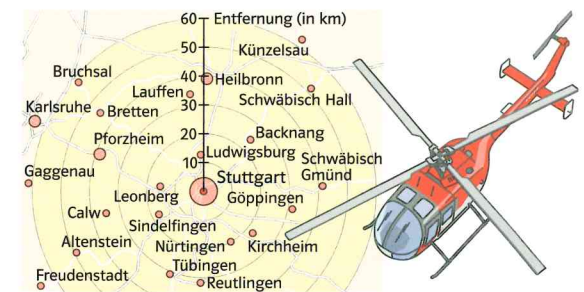 60
Entfernung (in km)
50
Künzelsau
Bruchsal
40
Heilbronn
Lauffen
30
Schwäbisch Hall
Karlsruhe
Bretten
20
Backnang
Pforzheim
10
Ludwigsburg
Schwäbisch
Gmünd
Gaggenau
Stuttgart
Leonberg
Göppingen
Calw
Sindelfingen
Altenstein
Nürtingen
Kirchheim
Tübingen
Freudenstadt
Reutlingen